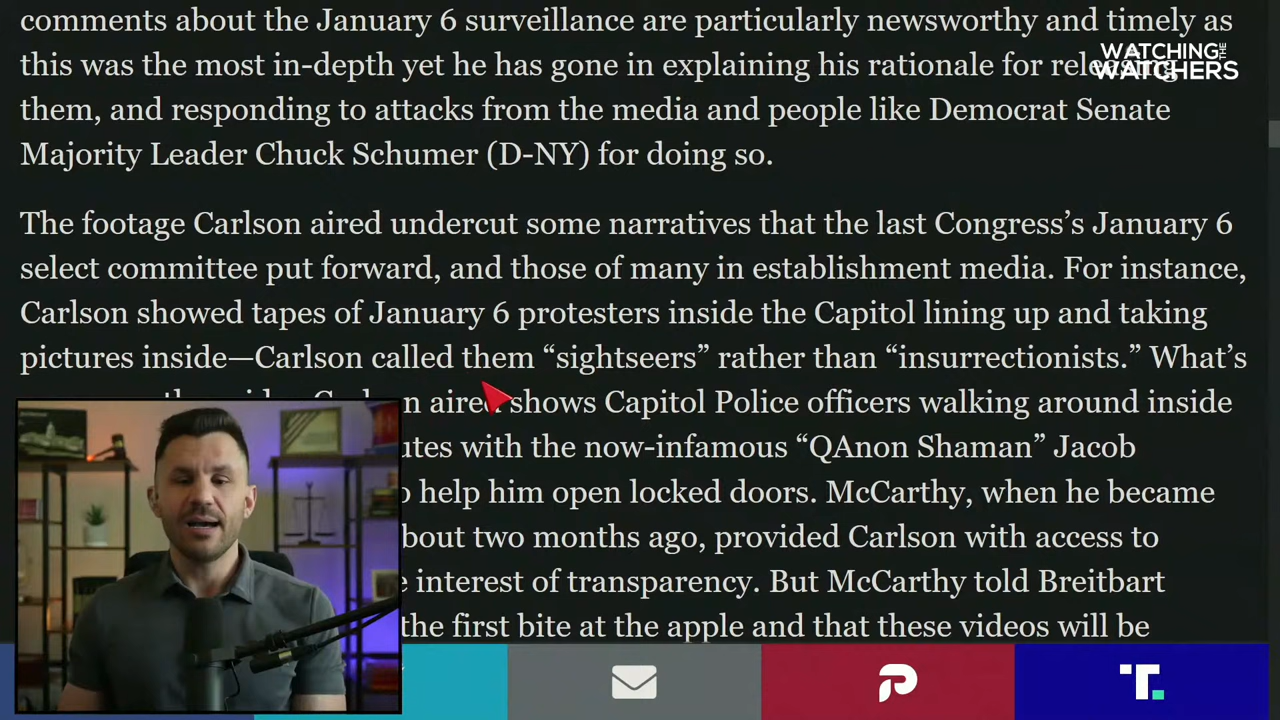 comments about the January 6 surveillance are particularly newsworthy and timely as
WATCHING THE
WATCHERS
this was the most in-depth yet he has gone in explaining his rationale for releasing
them, and responding to attacks from the media and people like Democrat Senate
Majority Leader Chuck Schumer (D-NY) for doing so.
The footage Carlson aired undercut some narratives that the last Congress’s January 6
select committee put forward, and those of many in establishment media. For instance,
Carlson showed tapes of January 6 protesters inside the Capitol lining up and taking
pictures inside—Carlson called them “sightseers” rather than “insurrectionists.” What’s
Carlson aired shows Capitol Police officers walking around inside
with the now-infamous “QAnon Shaman” Jacob
help him open locked doors. McCarthy, when he became
about two months ago, provided Carlson with access to
interest of transparency. But McCarthy told Breitbart
the first bite at the apple and that these videos will be